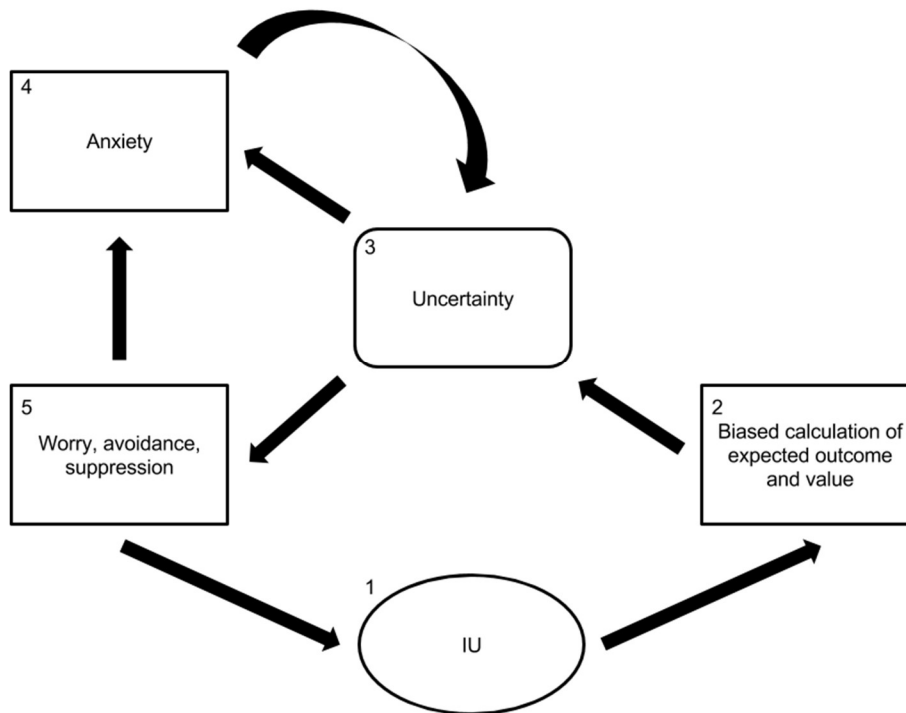 4
Anxiety
3
Uncertainty
5
Worry, avoidance,
suppression
2
Biased calculation of
expected outcome
and value
1
IU